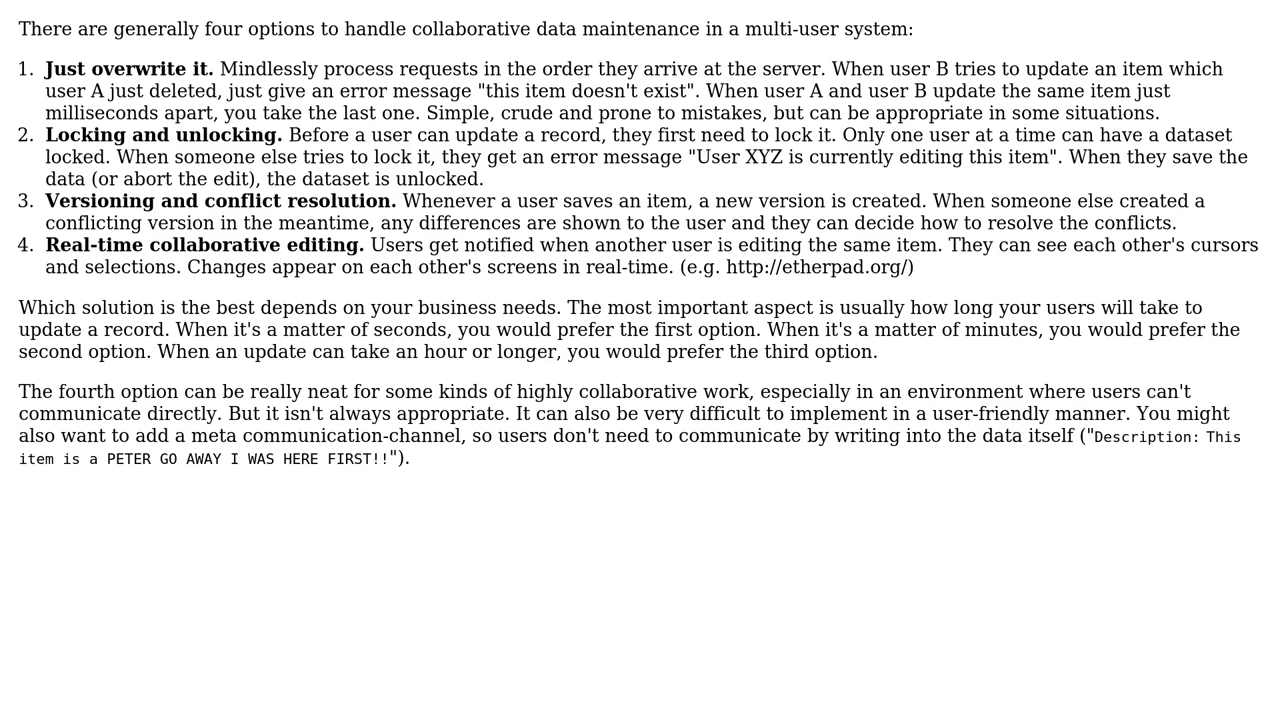 There are generally four options to handle collaborative data maintenance in a multi-user system:
1. Just overwrite it. Mindlessly process requests in the order they arrive at the server. When user B tries to update an item which
user A just deleted, just give an error message "this item doesn't exist". When user A and user B update the same item just
milliseconds apart, you take the last one. Simple, crude and prone to mistakes, but can be appropriate in some situations.
2. Locking and unlocking. Before a user can update a record, they first need to lock it. Only one user at a time can have a dataset
locked. When someone else tries to lock it, they get an error message "User XYZ is currently editing this item". When they save the
data (or abort the edit), the dataset is unlocked.
3. Versioning and conflict resolution. Whenever a user saves an item, a new version is created. When someone else created a
conflicting version in the meantime, any differences are shown to the user and they can decide how to resolve the conflicts.
4. Real-time collaborative editing. Users get notified when another user is editing the same item. They can see each other's cursors
and selections. Changes appear on each other's screens in real-time. (e.g. http://etherpad.org/)
Which solution is the best depends on your business needs. The most important aspect is usually how long your users will take to
update a record. When it's a matter of seconds, you would prefer the first option. When it's a matter of minutes, you would prefer the
second option. When an update can take an hour or longer, you would prefer the third option.
The fourth option can be really neat for some kinds of highly collaborative work, especially in an environment where users can't
communicate directly. But it isn't always appropriate. It can also be very difficult to implement in a user-friendly manner. You might
also want to add a meta communication-channel, so users don't need to communicate by writing into the data itself ("Description: This
item is a PETER GO AWAY I WAS HERE FIRST!!").